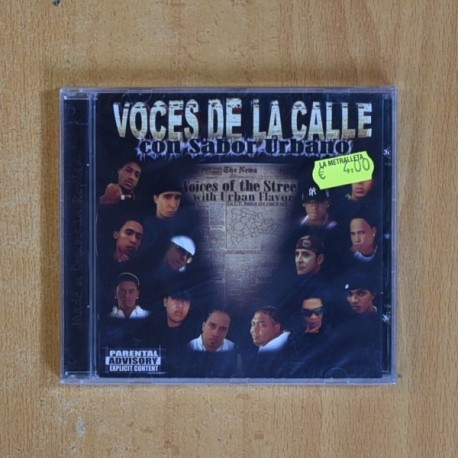 VOCES DE LA CALLE
con Sabor Urbano
LA METRALLETA
€ 4,00
The News
Voices of the Stree
with Urban Flavor
PARENTAL
ADVISORY
EXPLICIT CONTENT